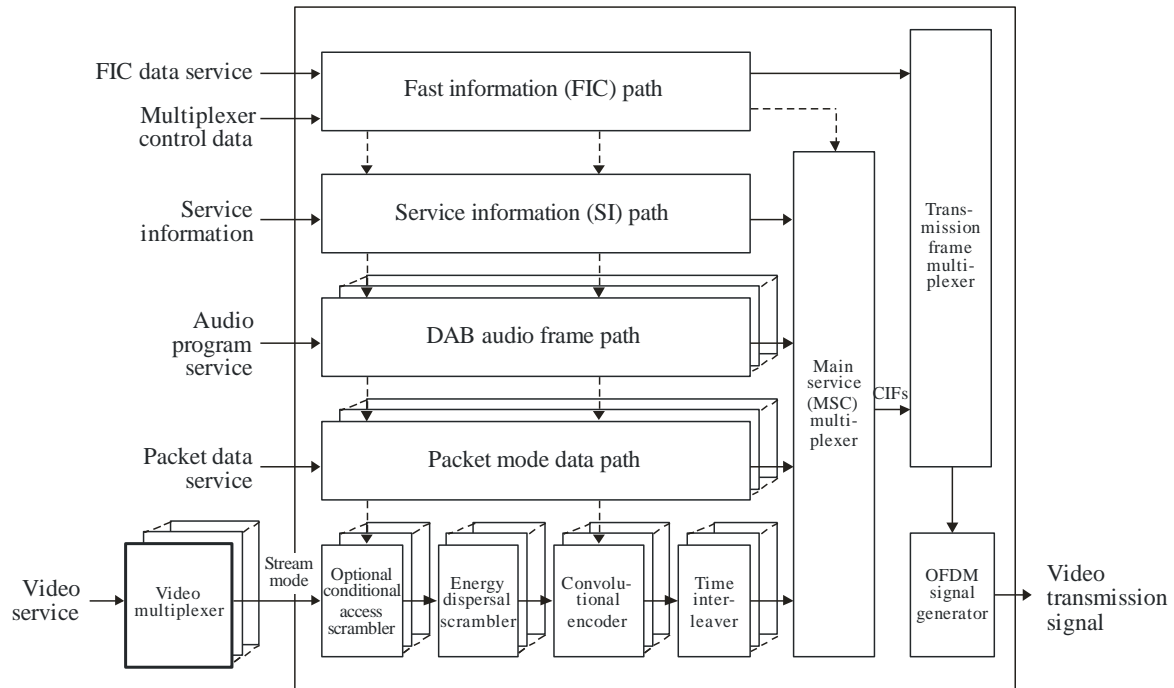 FIC data service
Multiplexer
control data
Fast information (FIC) path
Service
information
Service information (SI) path
Audio
program
service
DAB audio frame path
Packet data
service
Packet mode data path
Main
service
(MSC)
multi-
plexer
CIFs
Trans-
mission
frame
multi-
plexer
Video
service
Video
multiplexer
Stream
mode
Optional
conditional
access
scrambler
Energy
dispersal
scrambler
Convolu-
tional
encoder
Time
inter-
leaver
OFDM
signal
generator
Video
transmission
signal